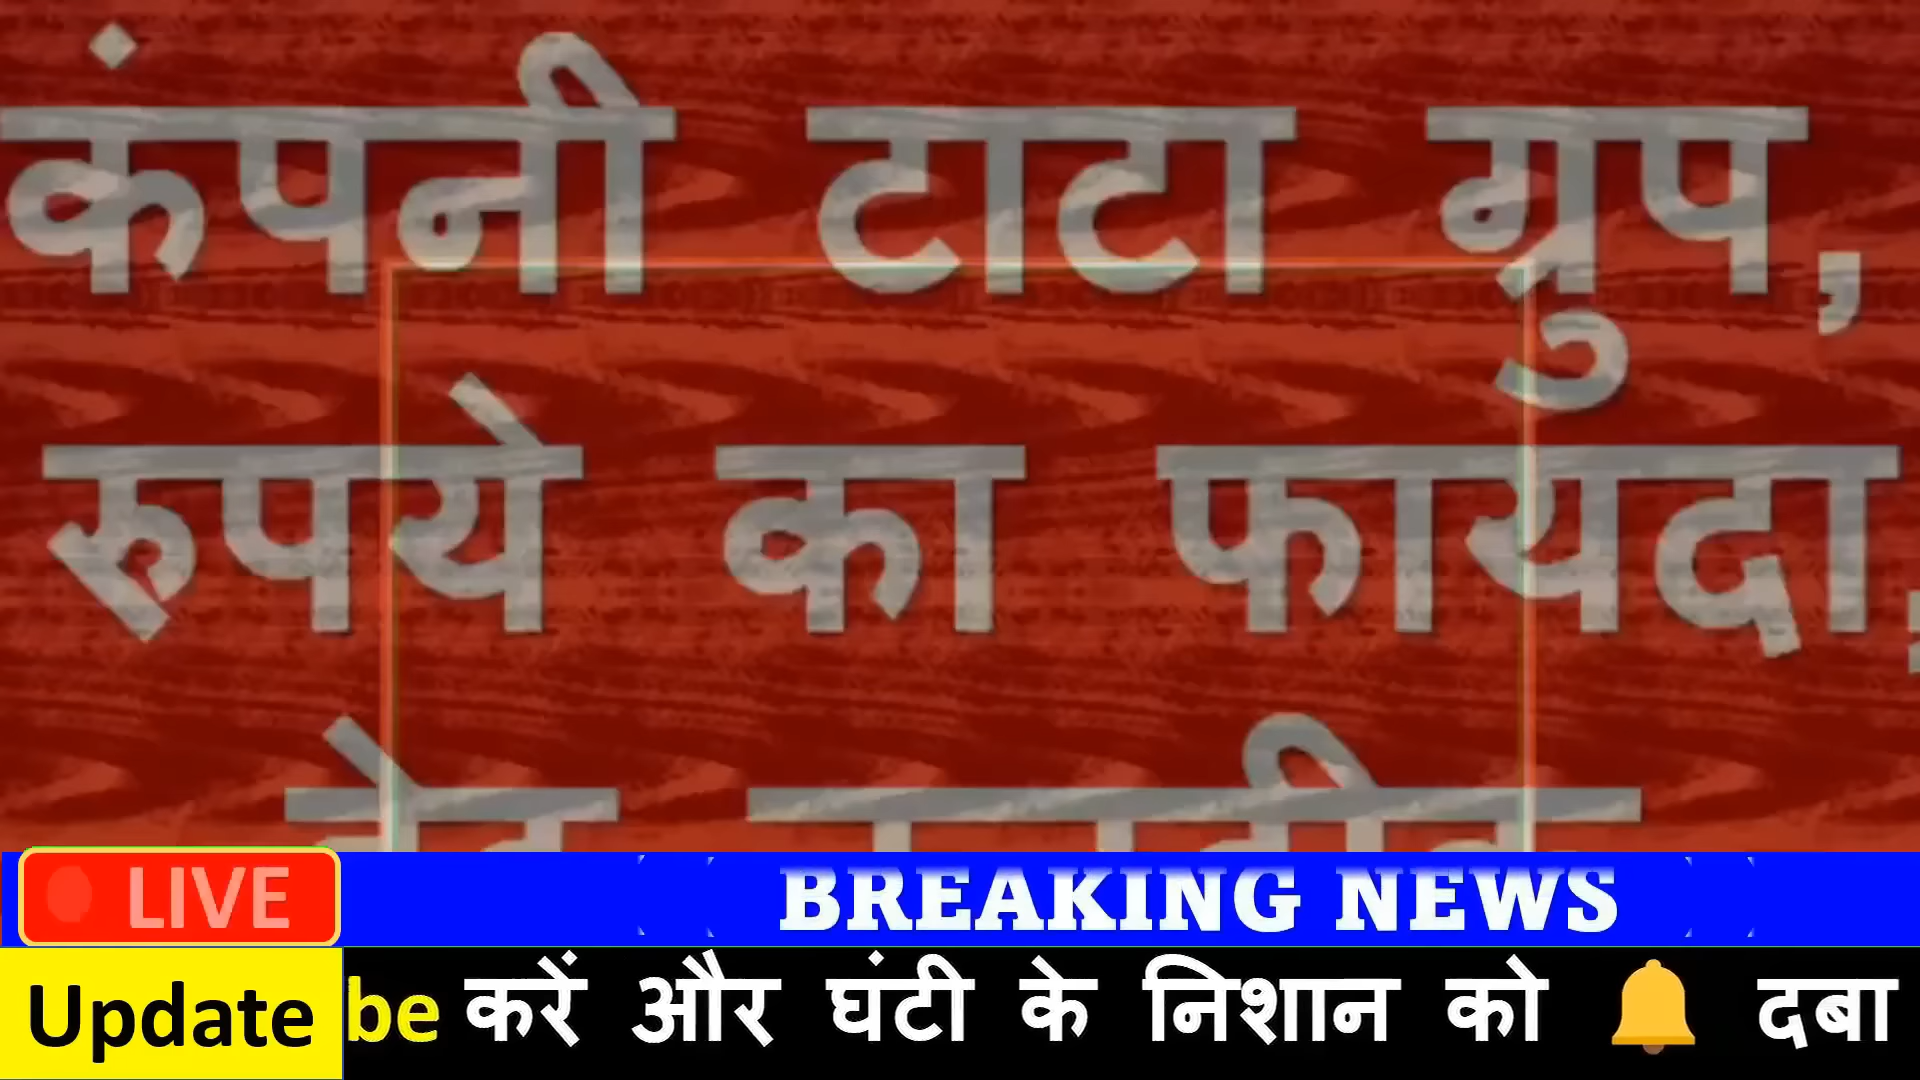 कंपनी टाटा ग्रुप,
रुपये का फायदा,
LIVE
BREAKING NEWS
Update
be करें और घंटी के निशान को 🔔 दबा